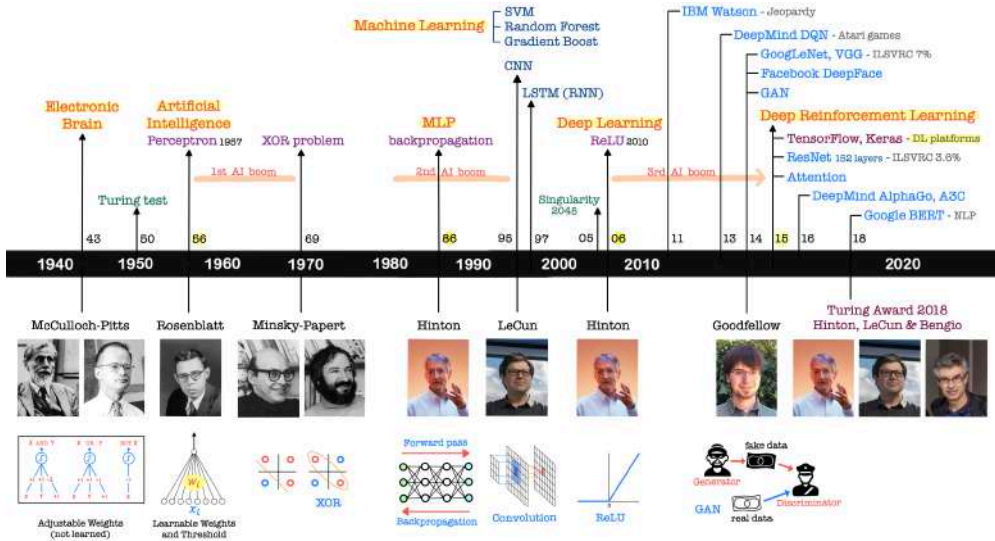 Machine Learning
SVM
Random Forest
Gradient Boost
IBM Watson - Jeopardy
DeepMind DQN - Atari games
GoogLeNet, VGG - ILSVRC 7%
Facebook DeepFace
GAN
CNN
LSTM (RNN)
Electronic
Brain
Artificial
Intelligence
Perceptron 1957
XOR problem
MLP
backpropagation
Deep Learning
ReLU 2010
Deep Reinforcement Learning
TensorFlow, Keras - DL platforms
ResNet 152 layers - ILSVRC 3.6%
Attention
DeepMind AlphaGo, A3C
Google BERT - NLP
1st AI boom
2nd AI boom
3rd AI boom
Turing test
Singularity
2045
43 50 56 69 86 95 97 05 06 11 13 14 15 16 18
1940 1950 1960 1970 1980 1990 2000 2010 2020
McCulloch-Pitts Rosenblatt Minsky-Papert Hinton LeCun Hinton Goodfellow
Turing Award 2018
Hinton, LeCun & Bengio
X AND Y X OR Y NOT X
Adjustable Weights
(not learned)
wi
xi
Learnable Weights
and Threshold
XOR
Forward pass
Backpropagation
Convolution
ReLU
fake data
Generator
Discriminator
GAN
real data